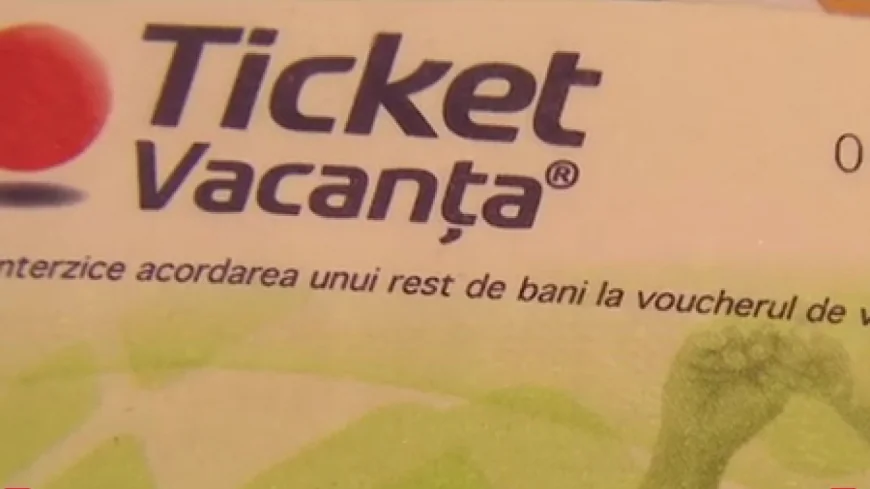 Ticket
Vacanța®
0
nterzice acordarea unui rest de bani la voucherul de v